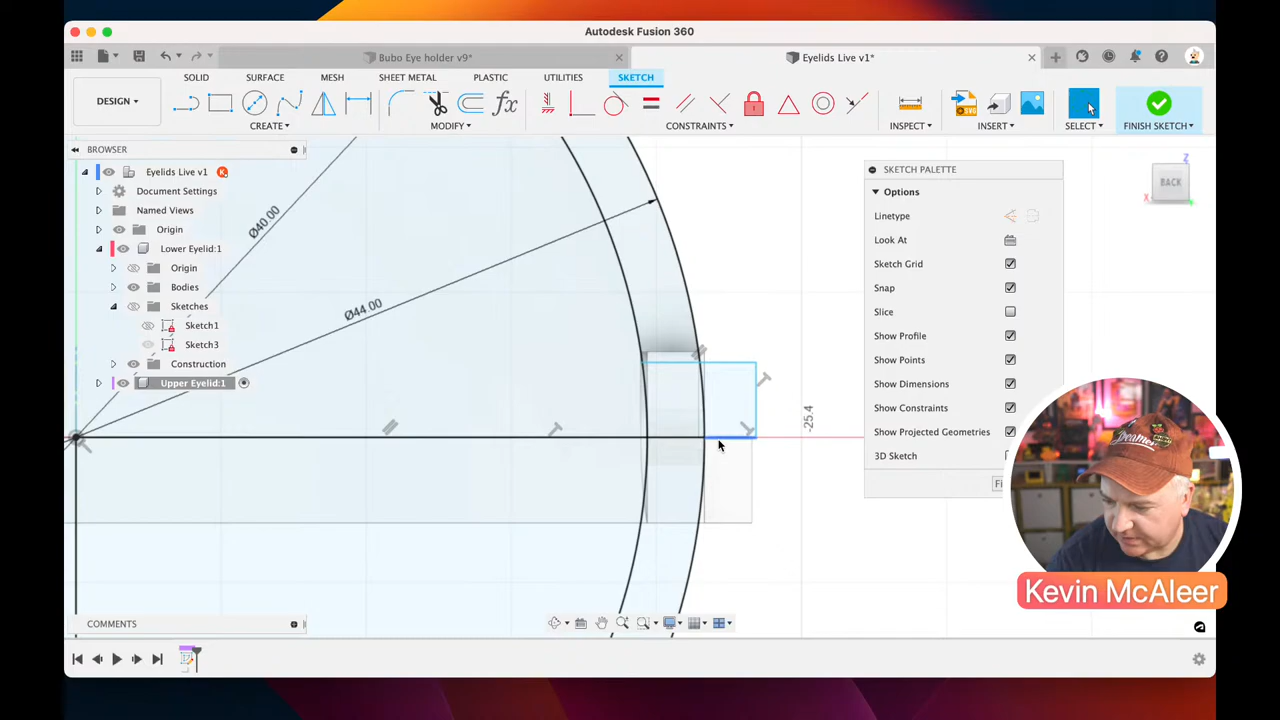 Autodesk Fusion 360
Bubo Eye holder v9*
Eyelids Live v1*
DESIGN
SOLID
SURFACE
MESH
SHEET METAL
PLASTIC
UTILITIES
SKETCH
CREATE
MODIFY
CONSTRAINTS
INSPECT
INSERT
SELECT
FINISH SKETCH
BROWSER
Eyelids Live v1
K
Document Settings
Named Views
Origin
Lower Eyelid:1
Origin
Bodies
Sketches
Sketch1
Sketch3
Construction
Upper Eyelid:1
Ø40.00
Ø44.00
-25.4
Z
BACK
X
SKETCH PALETTE
Options
Linetype
Look At
Sketch Grid
Snap
Slice
Show Profile
Show Points
Show Dimensions
Show Constraints
Show Projected Geometries
3D Sketch
Fi
Kevin McAleer
COMMENTS